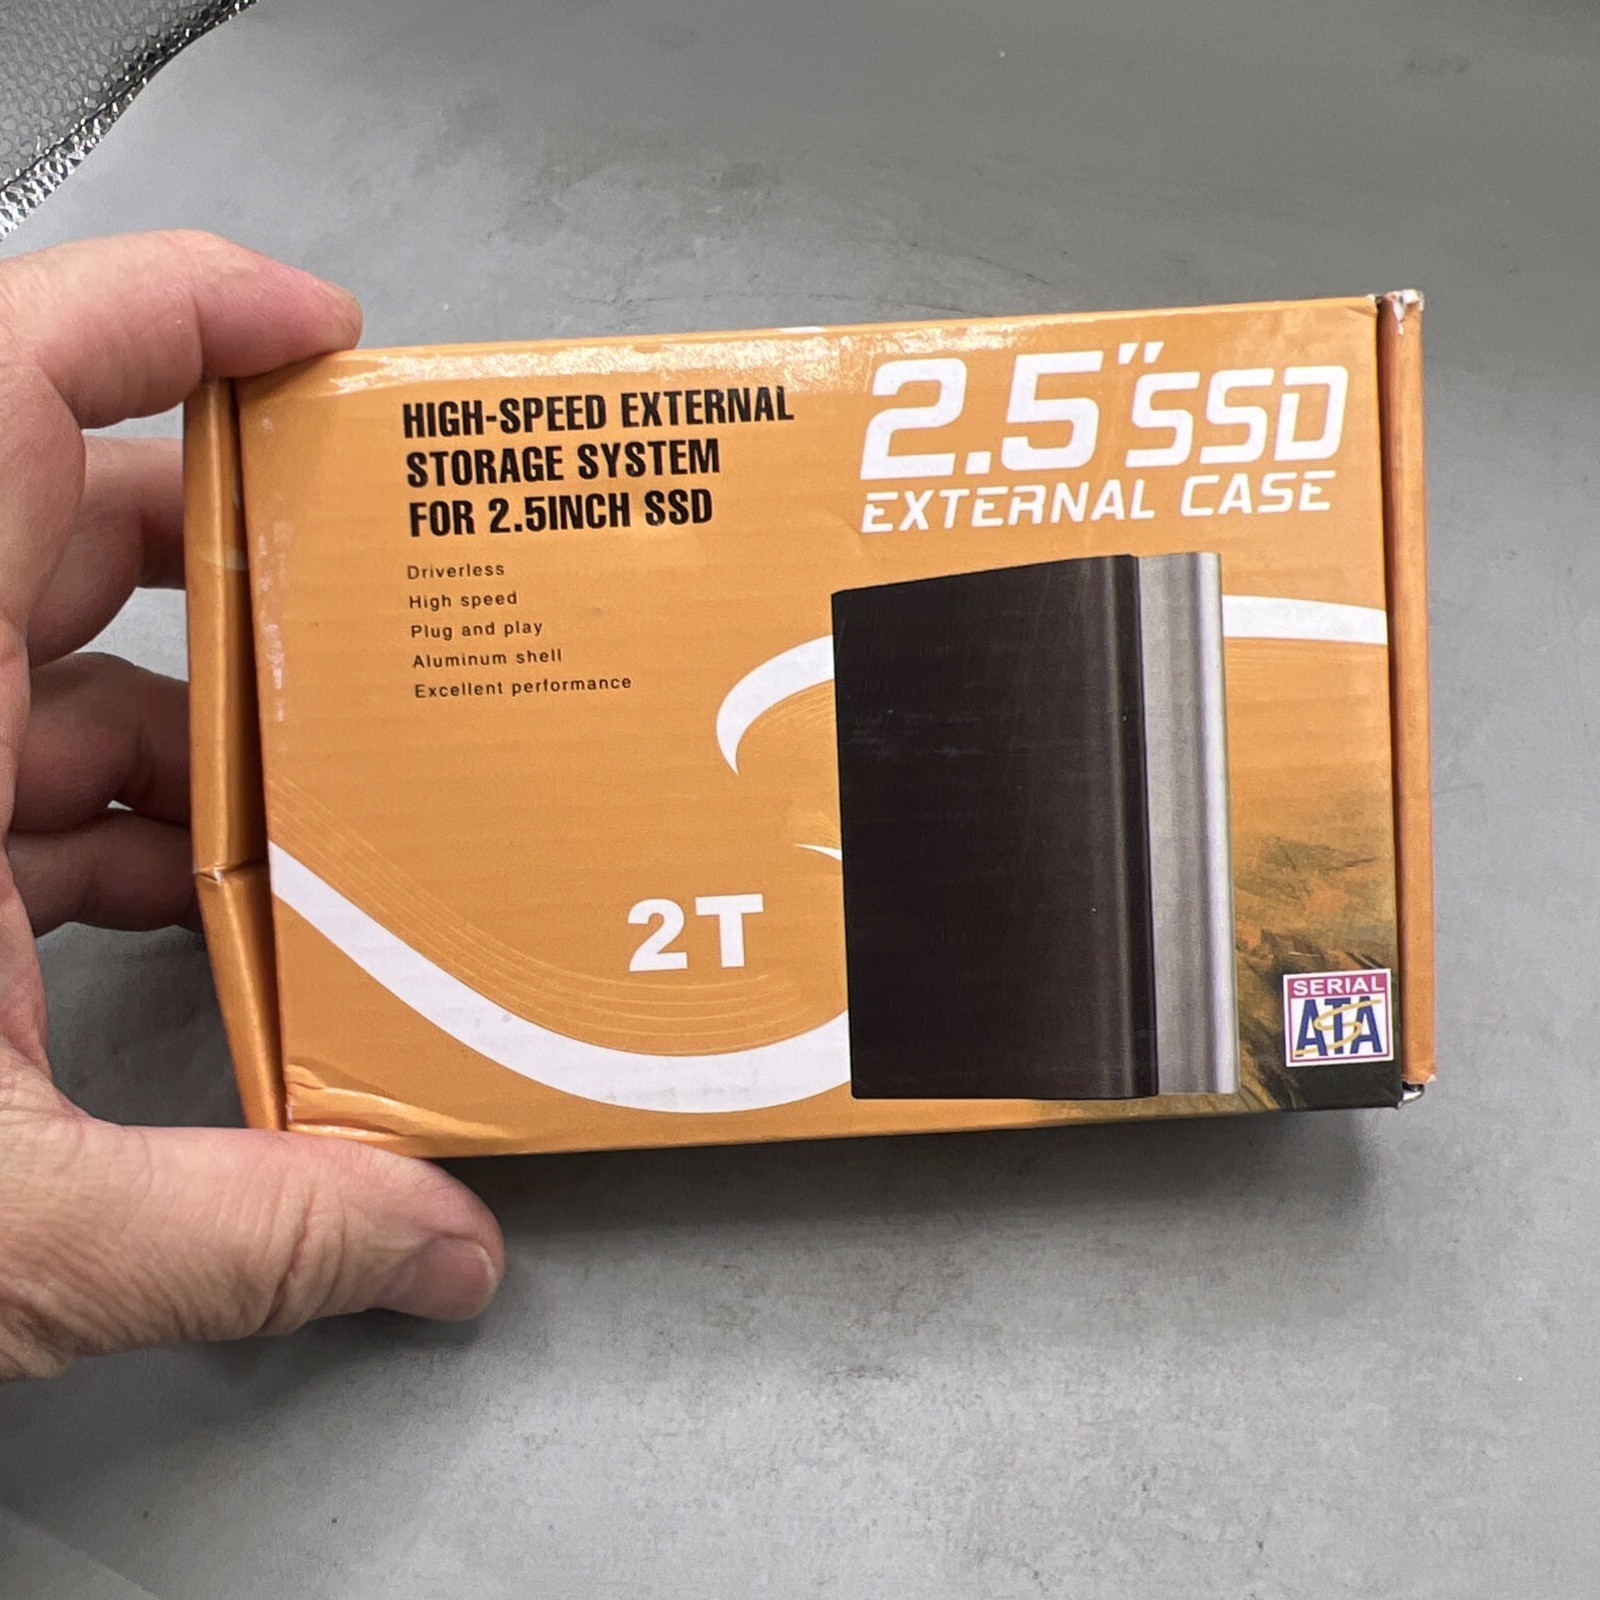 HIGH-SPEED EXTERNAL
STORAGE SYSTEM
FOR 2.5INCH SSD
Driverless
High speed
Plug and play
Aluminum shell
Excellent performance
2.5"SSD
EXTERNAL CASE
2T
SERIAL
ATA